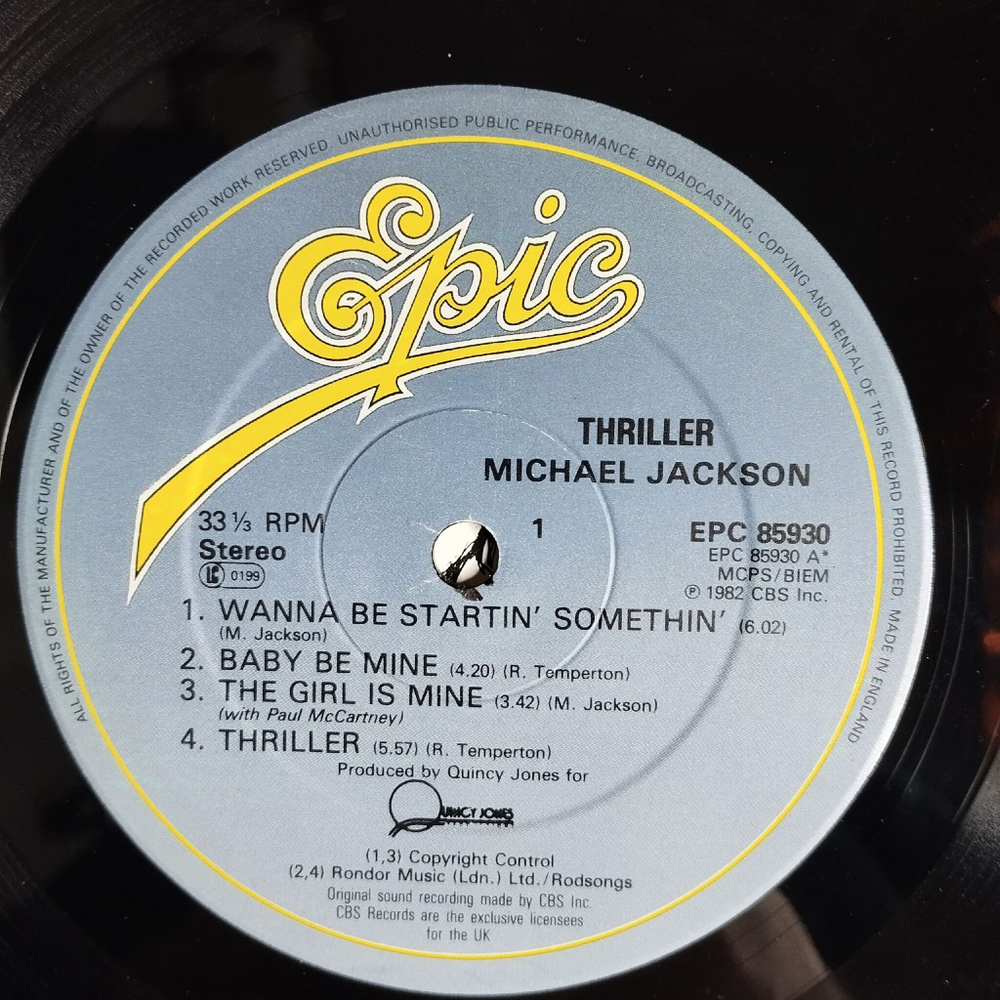 ALL RIGHTS OF THE MANUFACTURER AND OF THE OWNER OF THE RECORDED WORK RESERVED. UNAUTHORISED PUBLIC PERFORMANCE, BROADCASTING, COPYING AND RENTAL OF THIS RECORD PROHIBITED. MADE IN ENGLAND
Epic
THRILLER
MICHAEL JACKSON
33⅓ RPM
Stereo
LC 0199
1
EPC 85930
EPC 85930 A*
MCPS/BIEM
℗ 1982 CBS Inc.
1. WANNA BE STARTIN' SOMETHIN' (6.02)
(M. Jackson)
2. BABY BE MINE (4.20) (R. Temperton)
3. THE GIRL IS MINE (3.42) (M. Jackson)
(with Paul McCartney)
4. THRILLER (5.57) (R. Temperton)
Produced by Quincy Jones for
QUINCY JONES
(1,3) Copyright Control
(2,4) Rondor Music (Ldn.) Ltd./Rodsongs
Original sound recording made by CBS Inc.
CBS Records are the exclusive licensees
for the UK